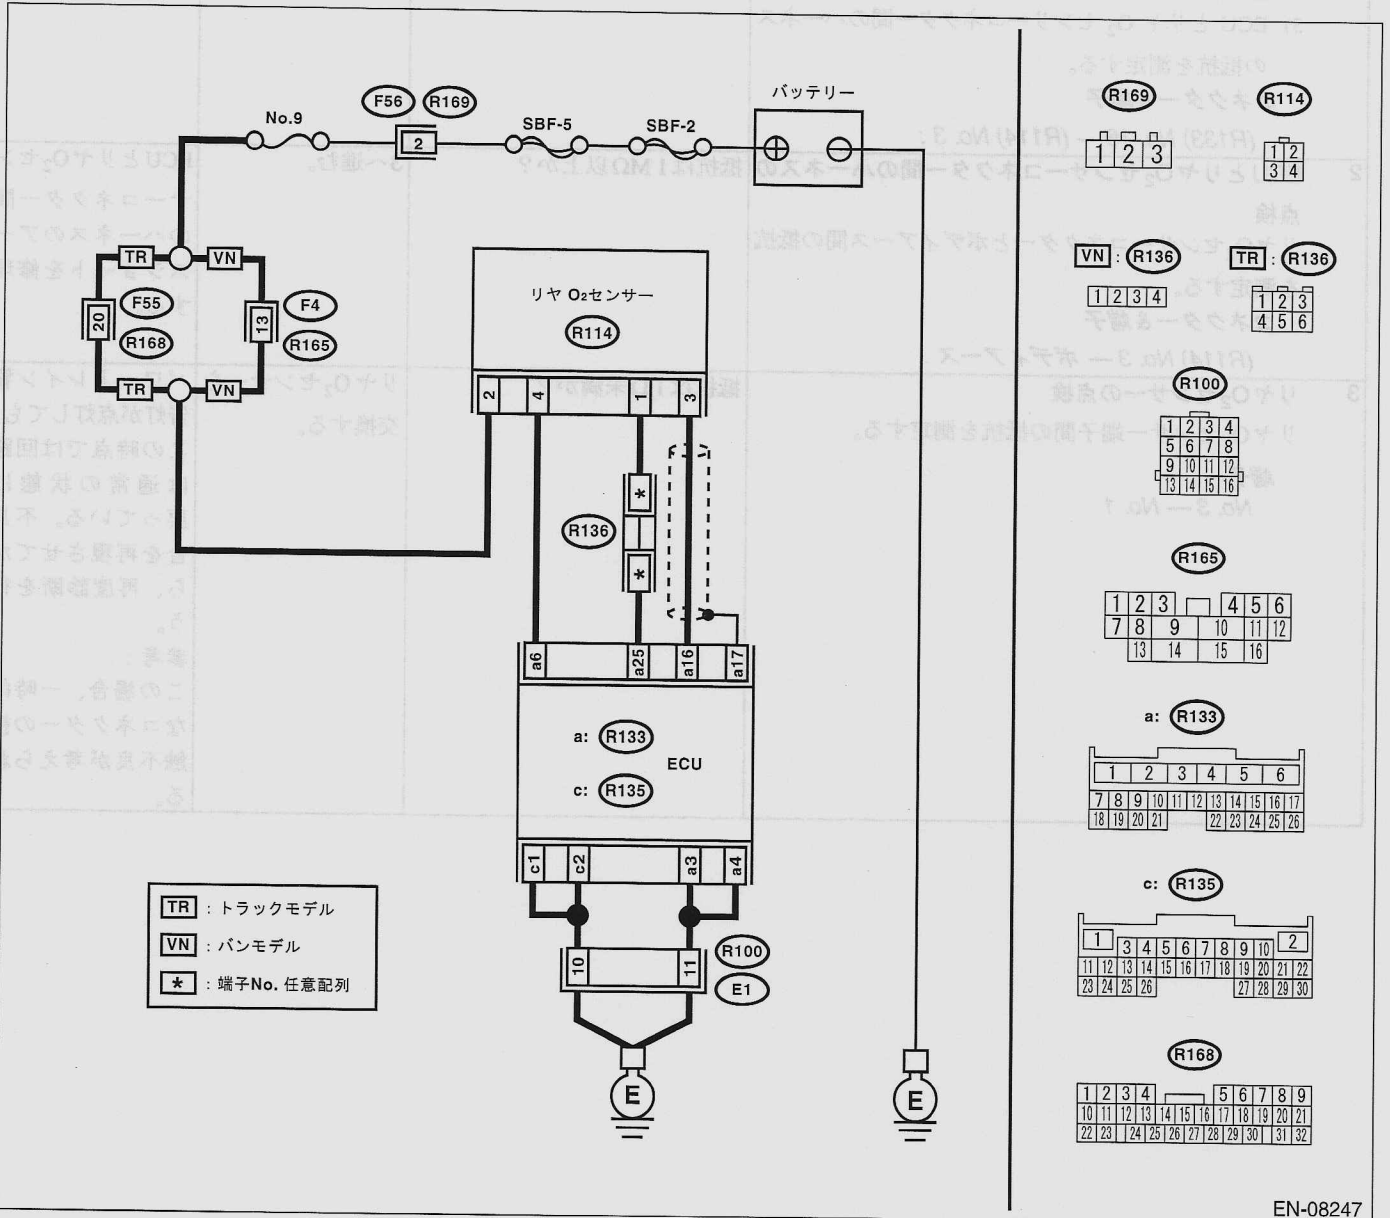 バッテリー
No.9
F56 R169
2
SBF-5
SBF-2
TR VN
20
F55
R168
13
F4
R165
TR VN
リヤ O2センサー
R114
2 4 1 3
*
R136
*
a6 a25 a16 a17
a: R133
ECU
c: R135
c1 c2 a3 a4
10 11
R100
E1
E
E
TR : トラックモデル
VN : バンモデル
* : 端子No. 任意配列
R169
1 2 3
R114
1 2
3 4
VN : R136
1 2 3 4
TR : R136
1 2 3
4 5 6
R100
1 2 3 4
5 6 7 8
9 10 11 12
13 14 15 16
R165
1 2 3 4 5 6
7 8 9 10 11 12
13 14 15 16
a: R133
1 2 3 4 5 6
7 8 9 10 11 12 13 14 15 16 17
18 19 20 21 22 23 24 25 26
c: R135
1 3 4 5 6 7 8 9 10 2
11 12 13 14 15 16 17 18 19 20 21 22
23 24 25 26 27 28 29 30
R168
1 2 3 4 5 6 7 8 9
10 11 12 13 14 15 16 17 18 19 20 21
22 23 24 25 26 27 28 29 30 31 32
EN-08247